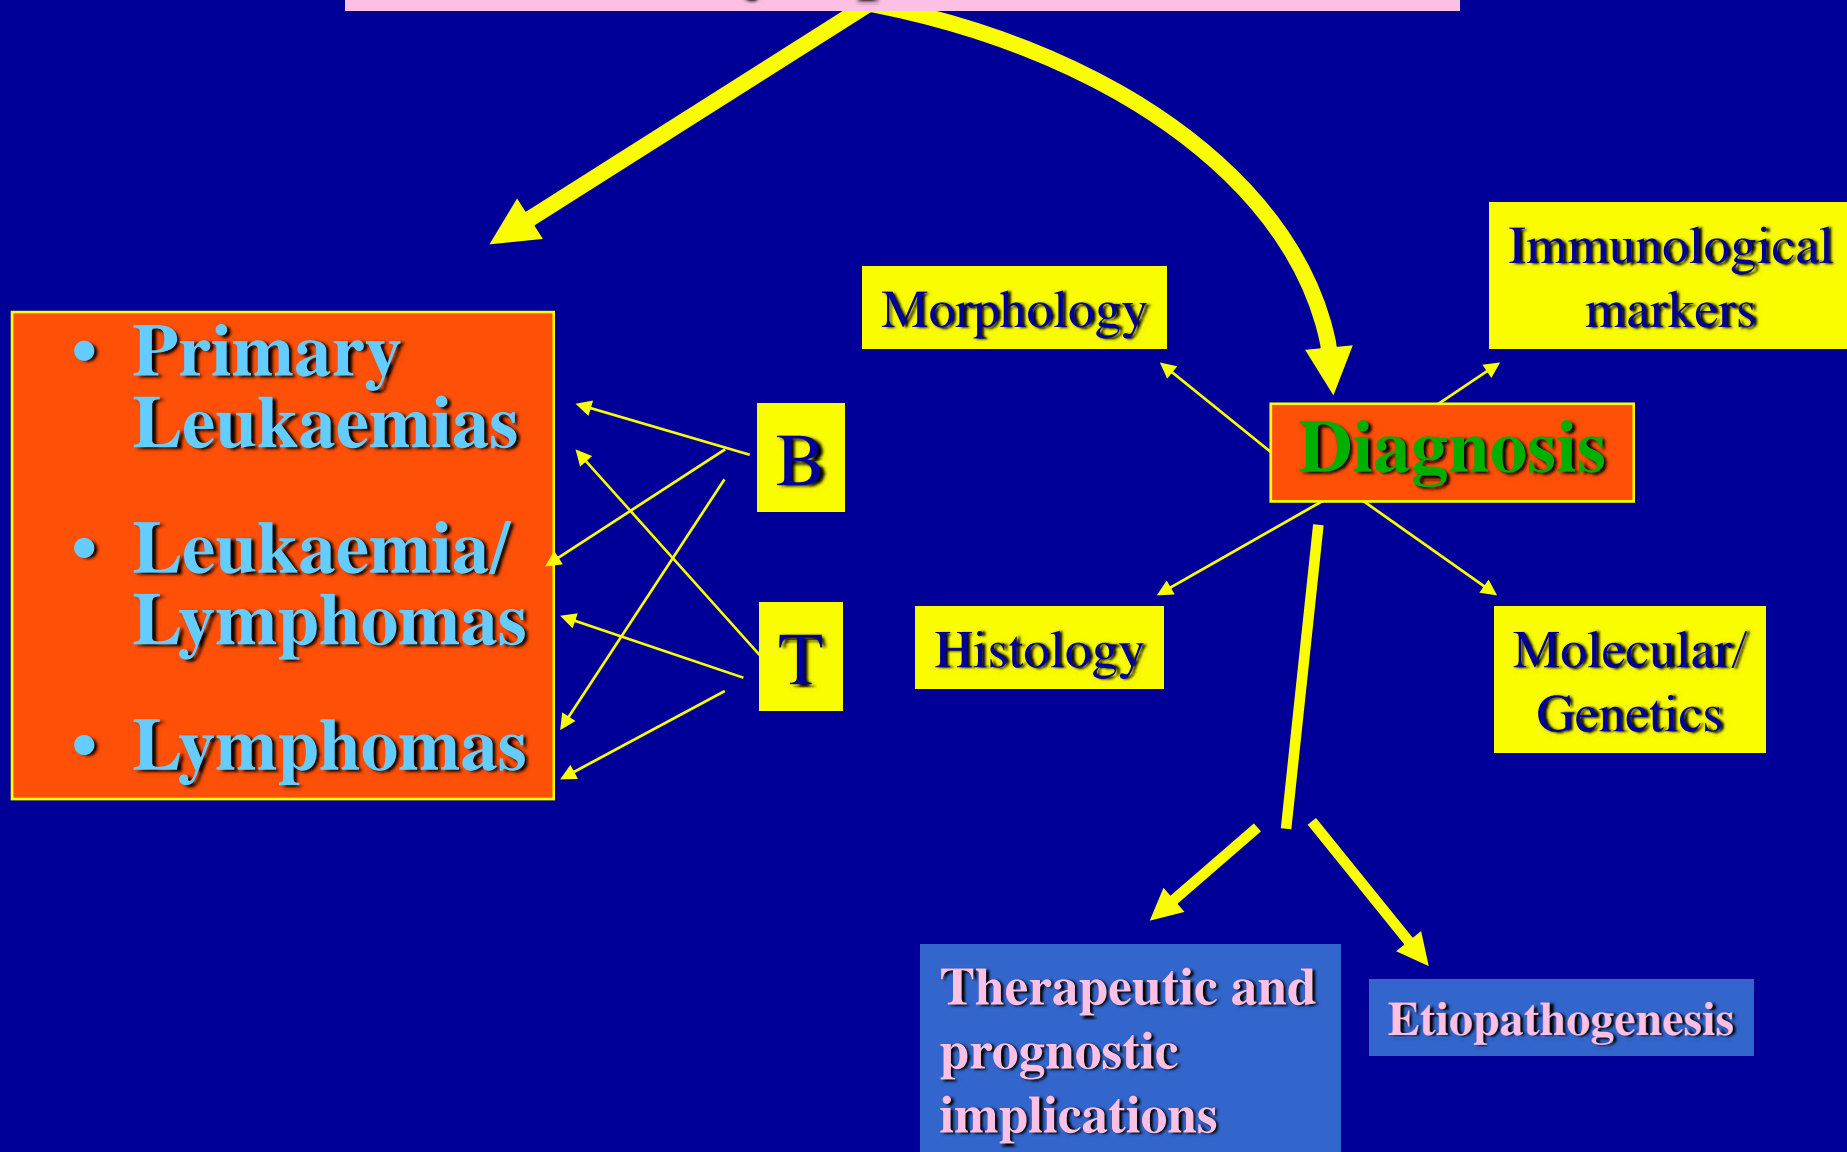 • Primary
Leukaemias
• Leukaemia/
Lymphomas
• Lymphomas
B
T
Morphology
Immunological
markers
Diagnosis
Histology
Molecular/
Genetics
Therapeutic and
prognostic
implications
Etiopathogenesis